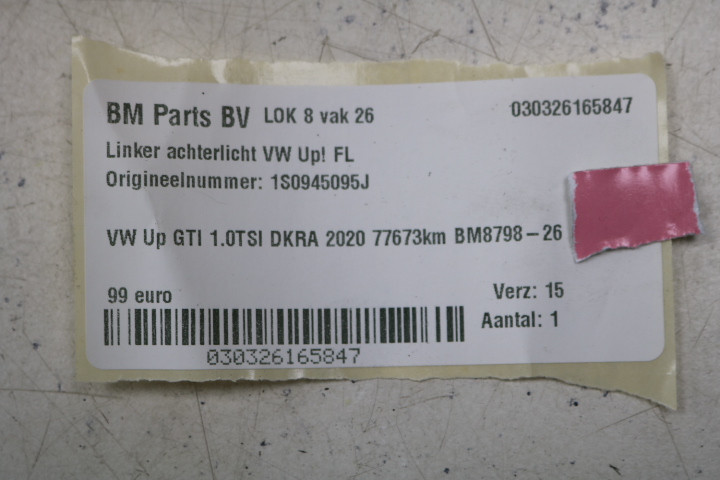 BM Parts BV LOK 8 vak 26 030326165847
Linker achterlicht VW Up! FL
Origineelnummer: 1S0945095J
VW Up GTI 1.0TSI DKRA 2020 77673km BM8798-26
99 euro Verz: 15
Aantal: 1
030326165847